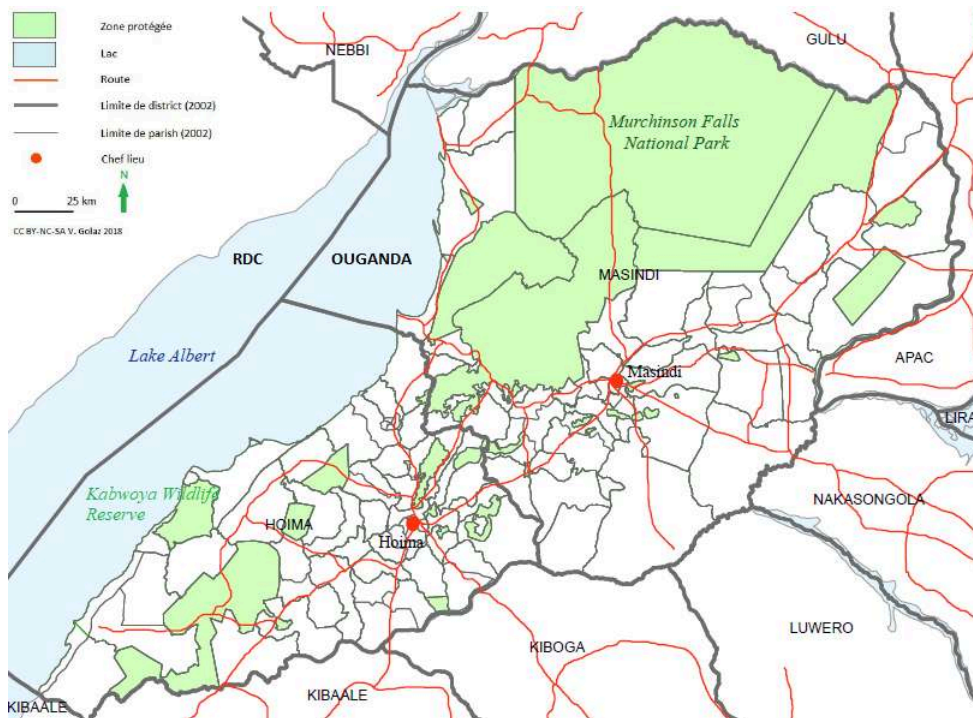 Zone protégée
Lac
Route
Limite de district (2002)
Limite de parish (2002)
Chef lieu
N
0 25 km
CC BY-NC-SA V. Golaz 2018
NEBBI
GULU
Murchinson Falls
National Park
RDC
OUGANDA
MASINDI
Lake Albert
Masindi
APAC
LIRA
Kabwoya Wildlife
Reserve
HOIMA
Hoima
NAKASONGOLA
LUWERO
KIBOGA
KIBAALE
KIBAALE